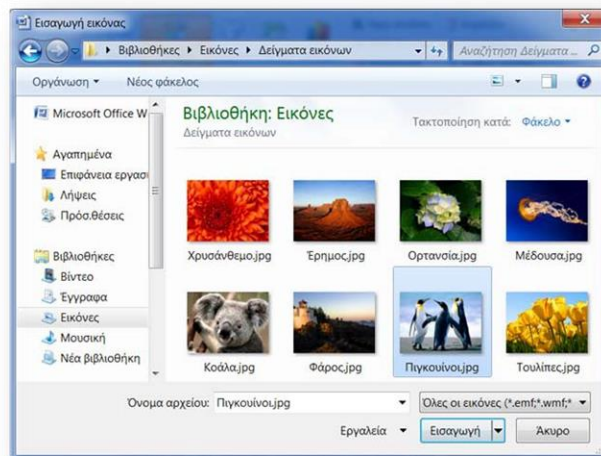 Εισαγωγή εικόνας
Βιβλιοθήκες Εικόνες Δείγματα εικόνων
Αναζήτηση Δείγματα ...
Οργάνωση Νέος φάκελος
Microsoft Office W
Αγαπημένα
Επιφάνεια εργασι
Λήψεις
Πρόσ.θέσεις
Βιβλιοθήκες
Βίντεο
Έγγραφα
Εικόνες
Μουσική
Νέα βιβλιοθήκη
Βιβλιοθήκη: Εικόνες
Δείγματα εικόνων
Τακτοποίηση κατά: Φάκελο
Χρυσάνθεμο.jpg Έρημος.jpg Ορτανσία.jpg Μέδουσα.jpg
Κοάλα.jpg Φάρος.jpg Πιγκουίνοι.jpg Τουλίπες.jpg
Όνομα αρχείου: Πιγκουίνοι.jpg Όλες οι εικόνες (*.emf;*.wmf;*
Εργαλεία Εισαγωγή Άκυρο